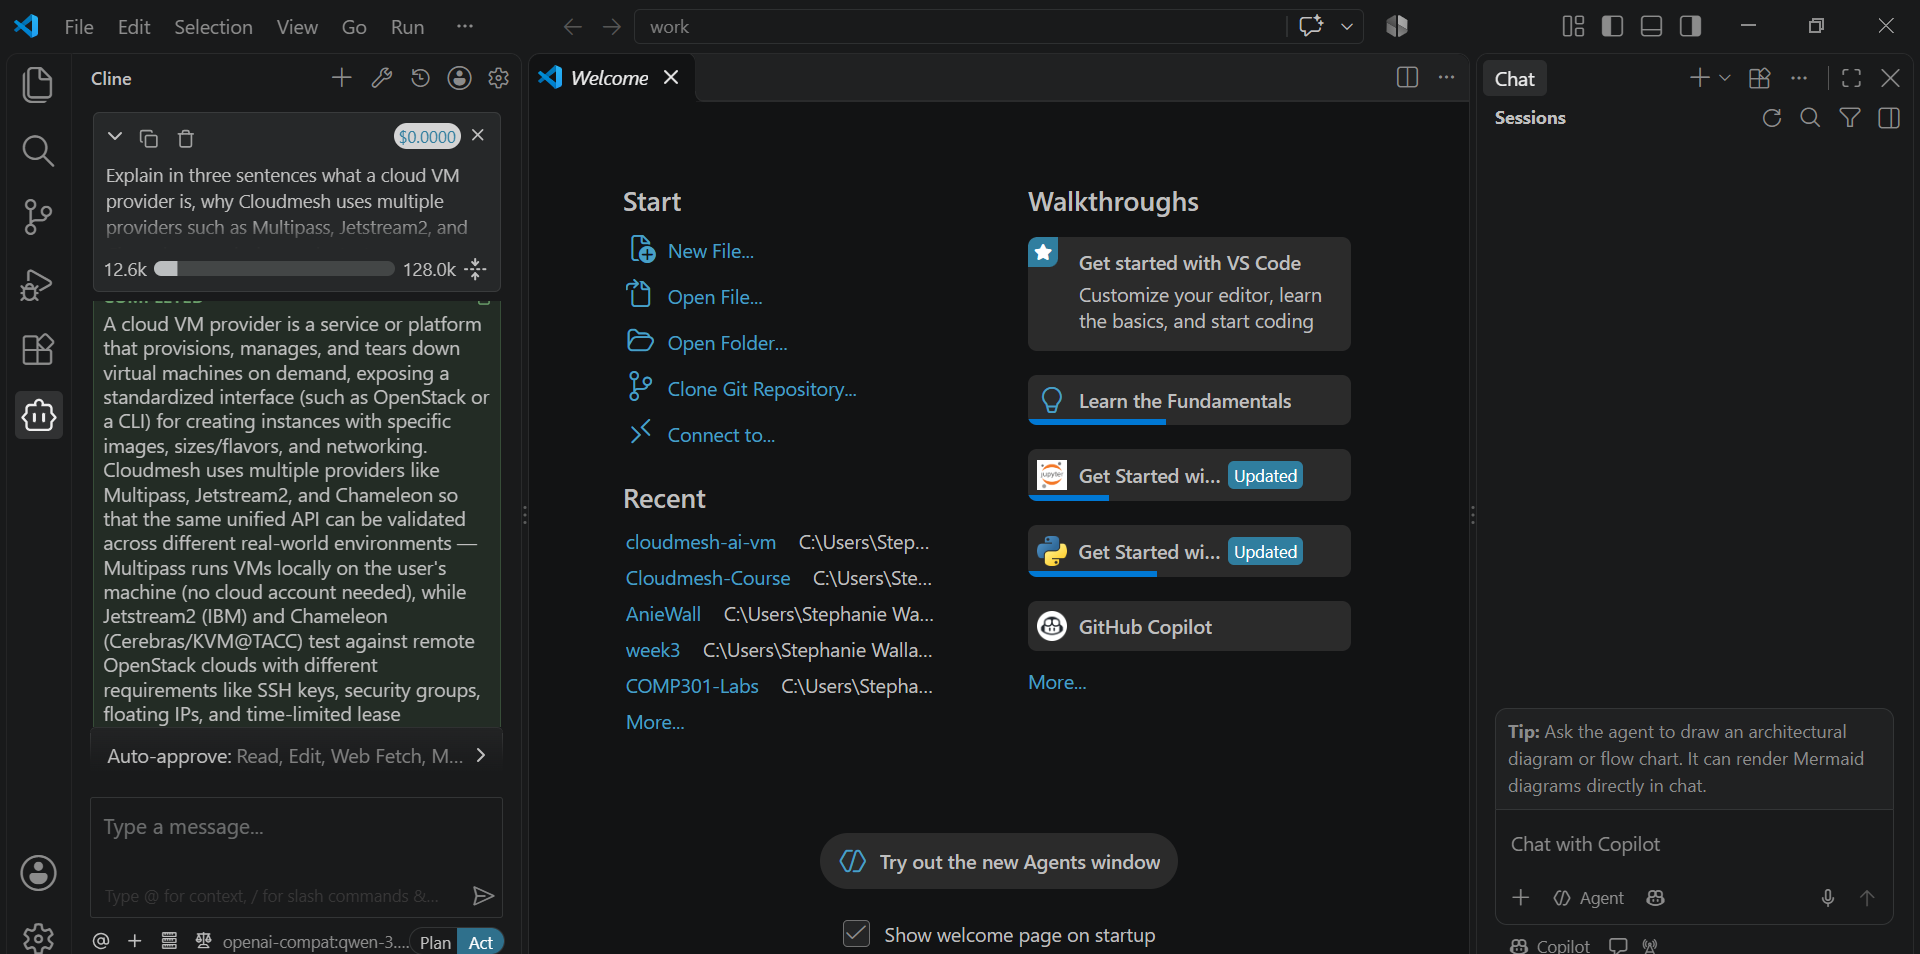 File Edit Selection View Go Run ···
work
Cline
$0.0000
Explain in three sentences what a cloud VM
provider is, why Cloudmesh uses multiple
providers such as Multipass, Jetstream2, and
12.6k 128.0k
A cloud VM provider is a service or platform
that provisions, manages, and tears down
virtual machines on demand, exposing a
standardized interface (such as OpenStack or
a CLI) for creating instances with specific
images, sizes/flavors, and networking.
Cloudmesh uses multiple providers like
Multipass, Jetstream2, and Chameleon so
that the same unified API can be validated
across different real-world environments —
Multipass runs VMs locally on the user's
machine (no cloud account needed), while
Jetstream2 (IBM) and Chameleon
(Cerebras/KVM@TACC) test against remote
OpenStack clouds with different
requirements like SSH keys, security groups,
floating IPs, and time-limited lease
Auto-approve: Read, Edit, Web Fetch, M...
Type a message...
Type @ for context, / for slash commands &...
openai-compat:qwen-3.... Plan Act
Welcome
Start
New File...
Open File...
Open Folder...
Clone Git Repository...
Connect to...
Recent
cloudmesh-ai-vm C:\Users\Step...
Cloudmesh-Course C:\Users\Ste...
AnieWall C:\Users\Stephanie Wa...
week3 C:\Users\Stephanie Walla...
COMP301-Labs C:\Users\Stepha...
More...
Walkthroughs
Get started with VS Code
Customize your editor, learn
the basics, and start coding
Learn the Fundamentals
jupyter
Get Started wi... Updated
Get Started wi... Updated
GitHub Copilot
More...
Try out the new Agents window
Show welcome page on startup
Chat
Sessions
Tip: Ask the agent to draw an architectural
diagram or flow chart. It can render Mermaid
diagrams directly in chat.
Chat with Copilot
Agent
Copilot